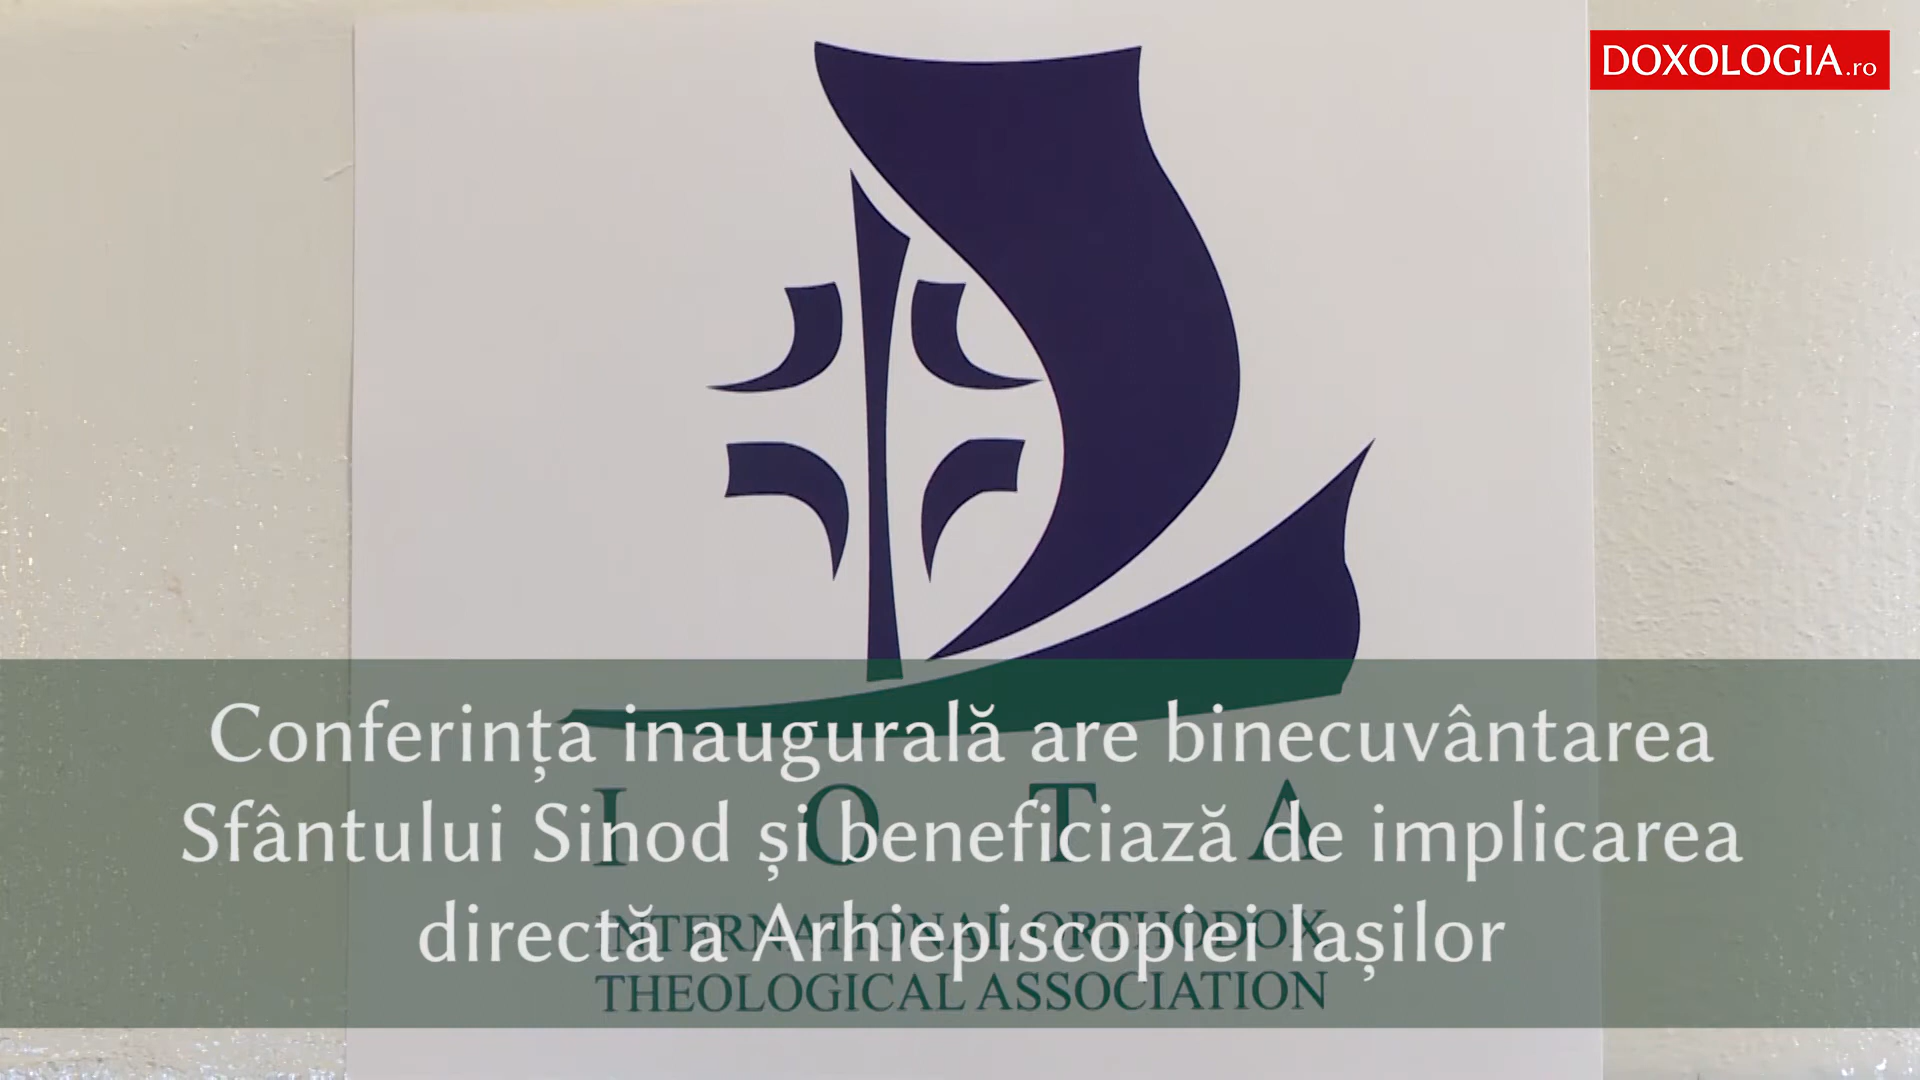 DOXOLOGIA.ro
Conferința inaugurală are binecuvântarea
Sfântului Sinod și beneficiază de implicarea
directă a Arhiepiscopiei Iașilor
I O T A
INTERNATIONAL ORTHODOX
THEOLOGICAL ASSOCIATION